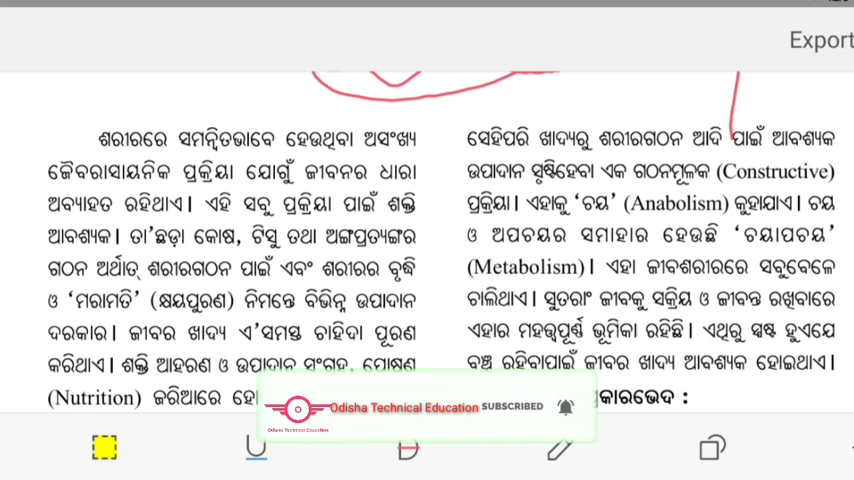 Export
ଶରୀରରେ ସମନ୍ୱିତଭାବେ ହେଉଥିବା ଅସଂଖ୍ୟ
ଜୈବରାସାୟନିକ ପ୍ରକ୍ରିୟା ଯୋଗୁଁ ଜୀବନର ଧାରା
ଅବ୍ୟାହତ ରହିଥାଏ। ଏହି ସବୁ ପ୍ରକ୍ରିୟା ପାଇଁ ଶକ୍ତି
ଆବଶ୍ୟକ। ତା’ଛଡ଼ା କୋଷ, ଟିସୁ ତଥା ଅଙ୍ଗପ୍ରତ୍ୟଙ୍ଗର
ଗଠନ ଅର୍ଥାତ୍ ଶରୀରଗଠନ ପାଇଁ ଏବଂ ଶରୀରର ବୃଦ୍ଧି
ଓ ‘ମରାମତି’ (କ୍ଷୟପୂରଣ) ନିମନ୍ତେ ବିଭିନ୍ନ ଉପାଦାନ
ଦରକାର। ଜୀବର ଖାଦ୍ୟ ଏ’ସମସ୍ତ ଚାହିଦା ପୂରଣ
କରିଥାଏ। ଶକ୍ତି ଆହରଣ ଓ ଉପାଦାନ ସଂଗ୍ରହ, ପୋଷଣ
(Nutrition) ଜରିଆରେ
ସେହିପରି ଖାଦ୍ୟରୁ ଶରୀରଗଠନ ଆଦି ପାଇଁ ଆବଶ୍ୟକ
ଉପାଦାନ ସୃଷ୍ଟିହେବା ଏକ ଗଠନମୂଳକ (Constructive)
ପ୍ରକ୍ରିୟା। ଏହାକୁ ‘ଚୟ’ (Anabolism) କୁହାଯାଏ। ଚୟ
ଓ ଅପଚୟର ସମାହାର ହେଉଛି ‘ଚୟାପଚୟ’
(Metabolism)। ଏହା ଜୀବଶରୀରରେ ସବୁବେଳେ
ଚାଲିଥାଏ। ସୁତରାଂ ଜୀବକୁ ସକ୍ରିୟ ଓ ଜୀବନ୍ତ ରଖିବାରେ
ଏହାର ମହତ୍ତ୍ୱପୂର୍ଣ୍ଣ ଭୂମିକା ରହିଛି। ଏଥିରୁ ସ୍ପଷ୍ଟ ହୁଏଯେ
ବଞ୍ଚି ରହିବାପାଇଁ ଜୀବର ଖାଦ୍ୟ ଆବଶ୍ୟକ ହୋଇଥାଏ।
Odisha Technical Education SUBSCRIBED
Odisha Technical Education